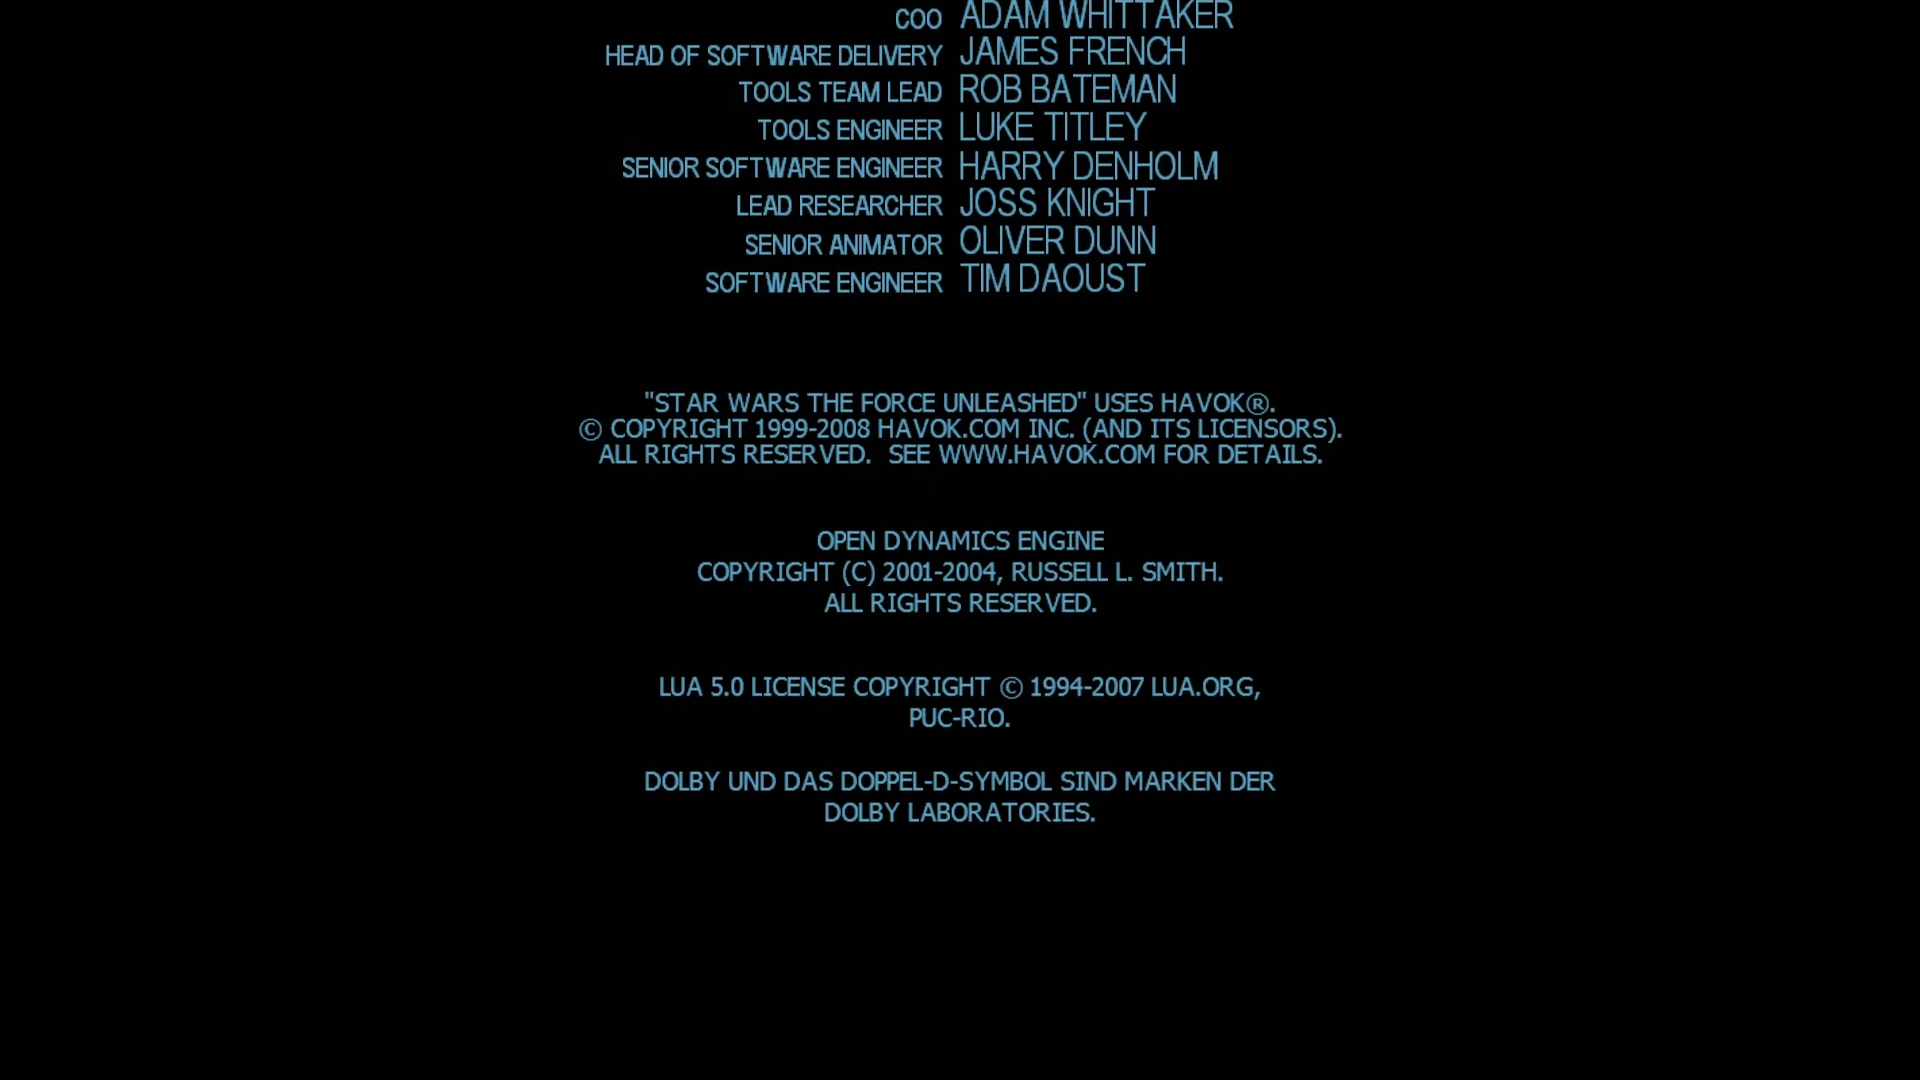 COO ADAM WHITTAKER
HEAD OF SOFTWARE DELIVERY JAMES FRENCH
TOOLS TEAM LEAD ROB BATEMAN
TOOLS ENGINEER LUKE TITLEY
SENIOR SOFTWARE ENGINEER HARRY DENHOLM
LEAD RESEARCHER JOSS KNIGHT
SENIOR ANIMATOR OLIVER DUNN
SOFTWARE ENGINEER TIM DAOUST
"STAR WARS THE FORCE UNLEASHED" USES HAVOK®.
© COPYRIGHT 1999-2008 HAVOK.COM INC. (AND ITS LICENSORS).
ALL RIGHTS RESERVED. SEE WWW.HAVOK.COM FOR DETAILS.
OPEN DYNAMICS ENGINE
COPYRIGHT (C) 2001-2004, RUSSELL L. SMITH.
ALL RIGHTS RESERVED.
LUA 5.0 LICENSE COPYRIGHT © 1994-2007 LUA.ORG,
PUC-RIO.
DOLBY UND DAS DOPPEL-D-SYMBOL SIND MARKEN DER
DOLBY LABORATORIES.